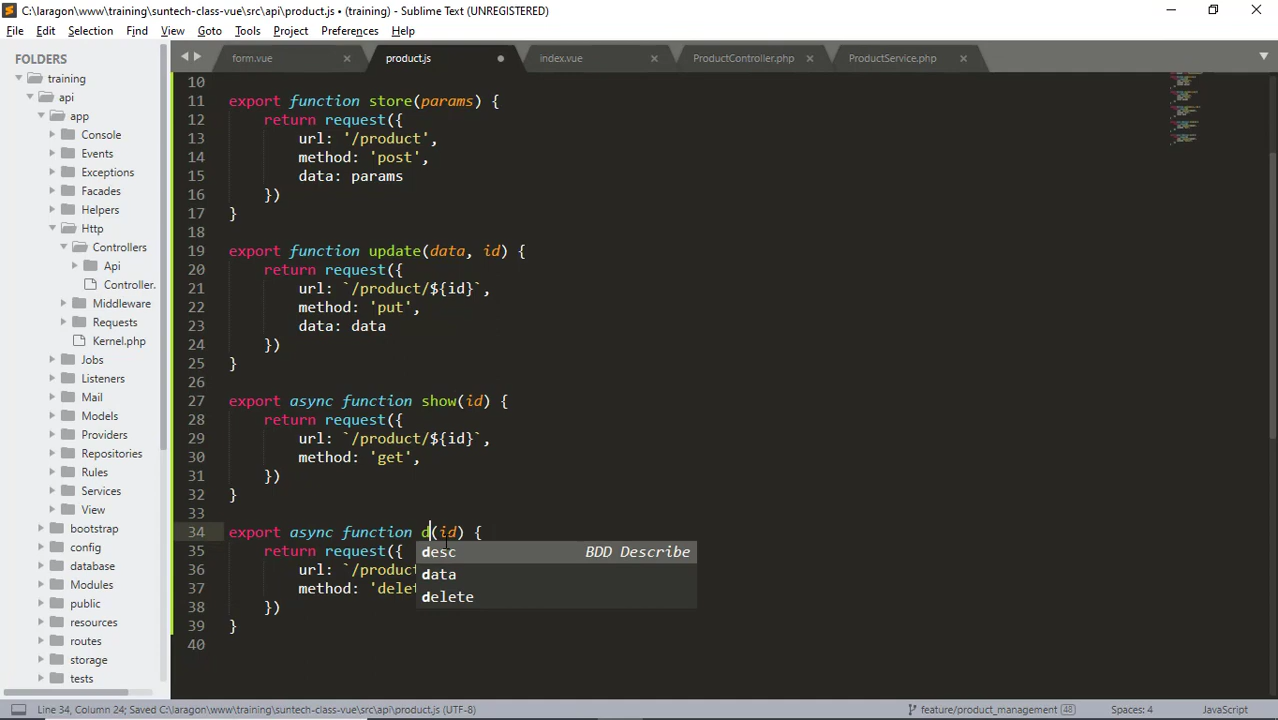 C:\laragon\www\training\suntech-class-vue\src\api\product.js • (training) - Sublime Text (UNREGISTERED)
File Edit Selection Find View Goto Tools Project Preferences Help
FOLDERS
training
api
app
Console
Events
Exceptions
Facades
Helpers
Http
Controllers
Api
Controller.
Middleware
Requests
Kernel.php
Jobs
Listeners
Mail
Models
Providers
Repositories
Rules
Services
View
bootstrap
config
database
Modules
public
resources
routes
storage
tests
form.vue product.js index.vue ProductController.php ProductService.php
10
11 export function store(params) {
12 return request({
13 url: '/product',
14 method: 'post',
15 data: params
16 })
17 }
18
19 export function update(data, id) {
20 return request({
21 url: `/product/${id}`,
22 method: 'put',
23 data: data
24 })
25 }
26
27 export async function show(id) {
28 return request({
29 url: `/product/${id}`,
30 method: 'get',
31 })
32 }
33
34 export async function d(id) {
35 return request({
36 url: `/produc
37 method: 'dele
38 })
39 }
40
desc BDD Describe
data
delete
Line 34, Column 24; Saved C:\laragon\www\training\suntech-class-vue\src\api\product.js (UTF-8)
feature/product_management 48
Spaces: 4
JavaScript